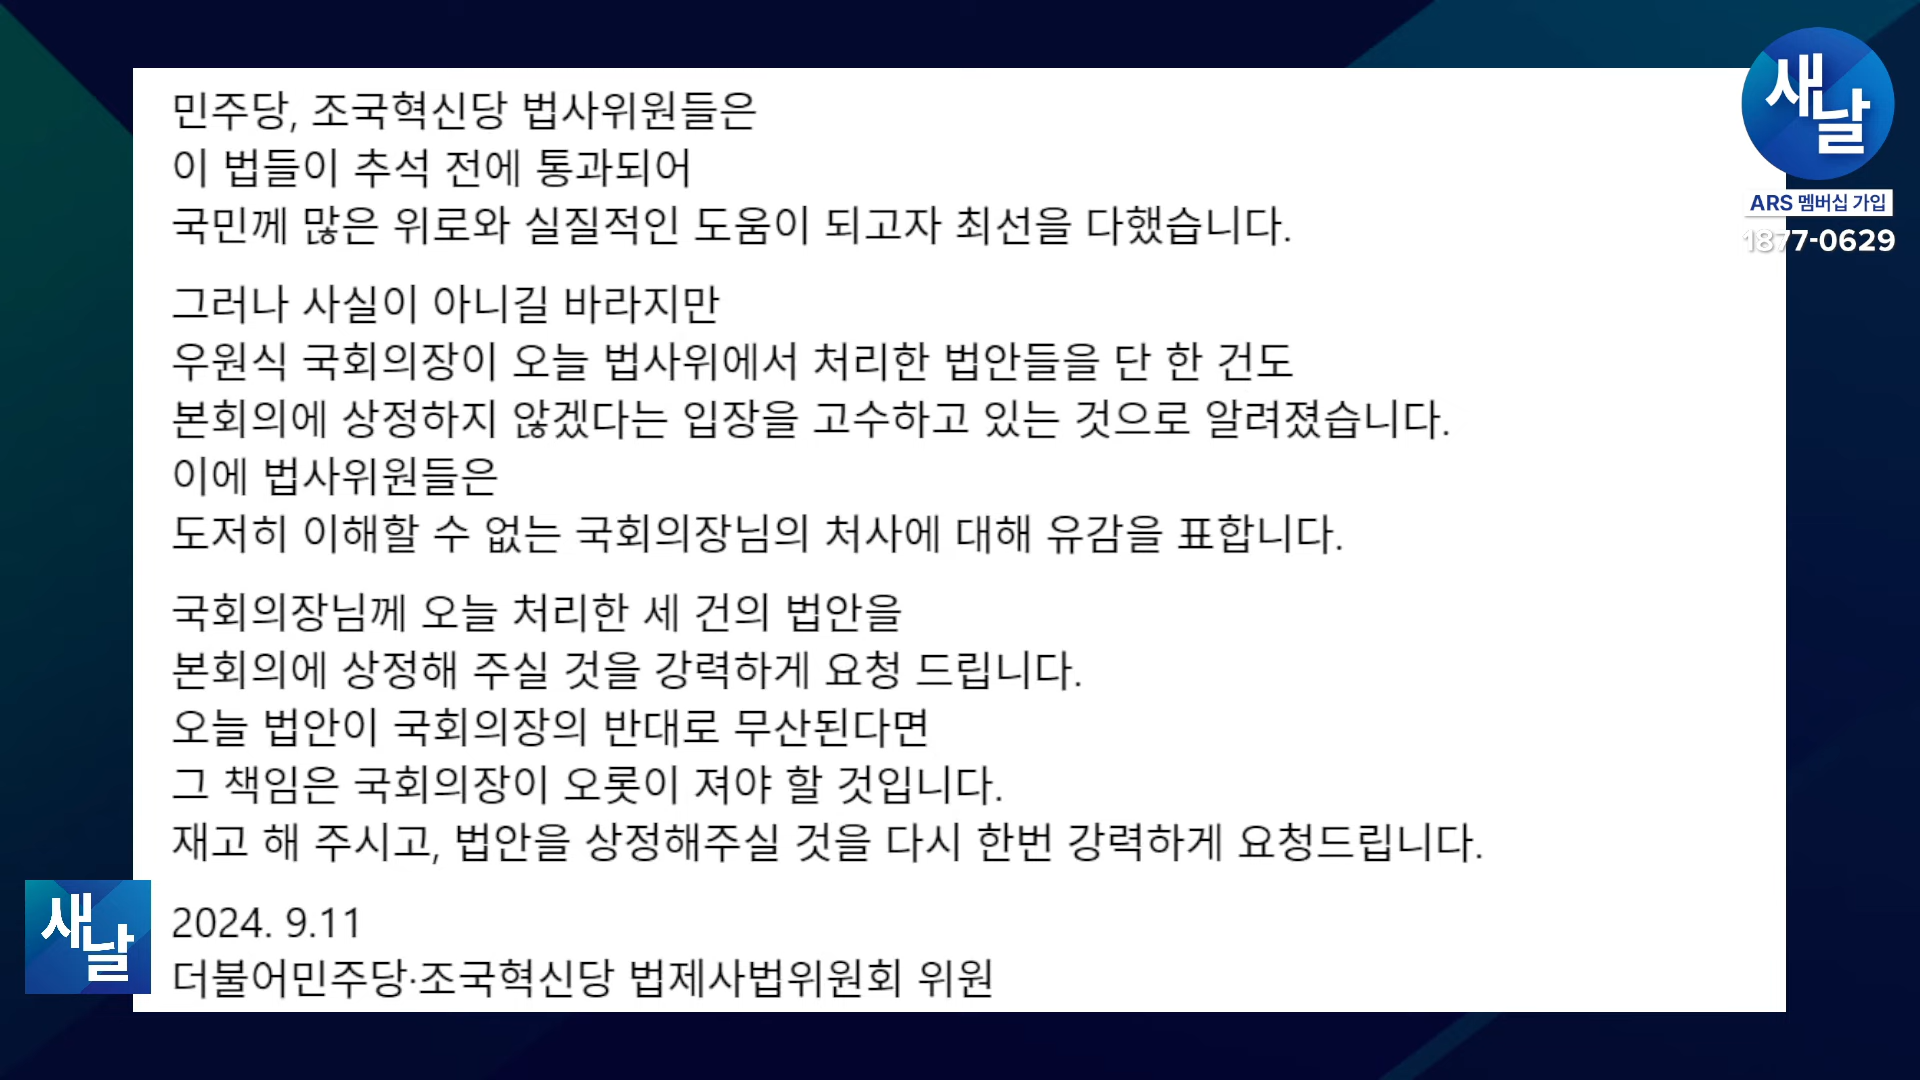 민주당, 조국혁신당 법사위원들은
이 법들이 추석 전에 통과되어
국민께 많은 위로와 실질적인 도움이 되고자 최선을 다했습니다.
그러나 사실이 아니길 바라지만
우원식 국회의장이 오늘 법사위에서 처리한 법안들을 단 한 건도
본회의에 상정하지 않겠다는 입장을 고수하고 있는 것으로 알려졌습니다.
이에 법사위원들은
도저히 이해할 수 없는 국회의장님의 처사에 대해 유감을 표합니다.
국회의장님께 오늘 처리한 세 건의 법안을
본회의에 상정해 주실 것을 강력하게 요청 드립니다.
오늘 법안이 국회의장의 반대로 무산된다면
그 책임은 국회의장이 오롯이 져야 할 것입니다.
재고 해 주시고, 법안을 상정해주실 것을 다시 한번 강력하게 요청드립니다.
2024. 9.11
더불어민주당·조국혁신당 법제사법위원회 위원
새날
ARS 멤버십 가입
1877-0629
새날